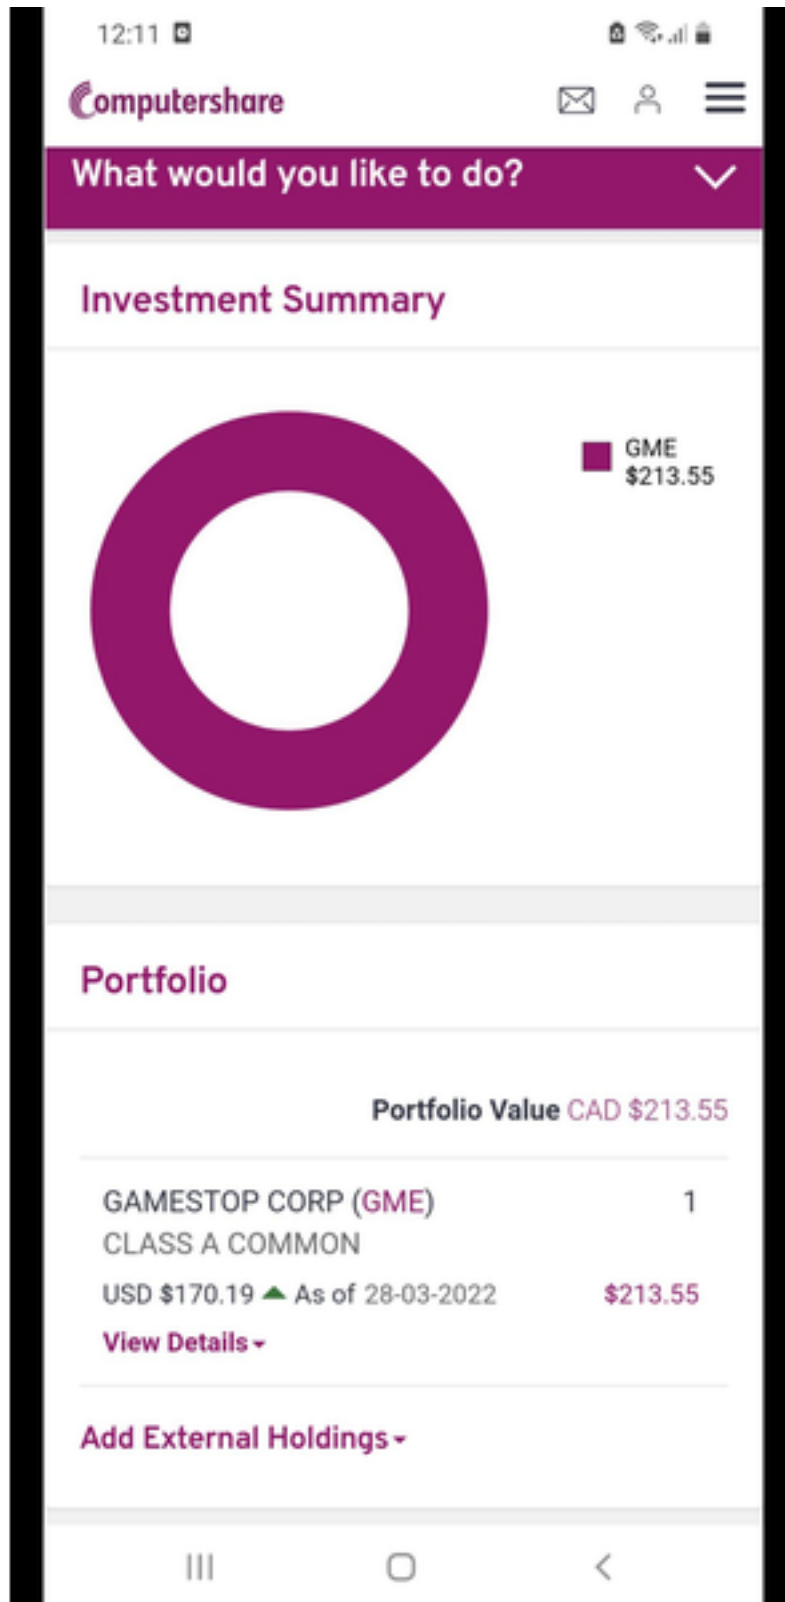 12:11
Computershare
What would you like to do?
Investment Summary
GME
$213.55
Portfolio
Portfolio Value CAD $213.55
GAMESTOP CORP (GME) 1
CLASS A COMMON
USD $170.19 ▲ As of 28-03-2022 $213.55
View Details
Add External Holdings